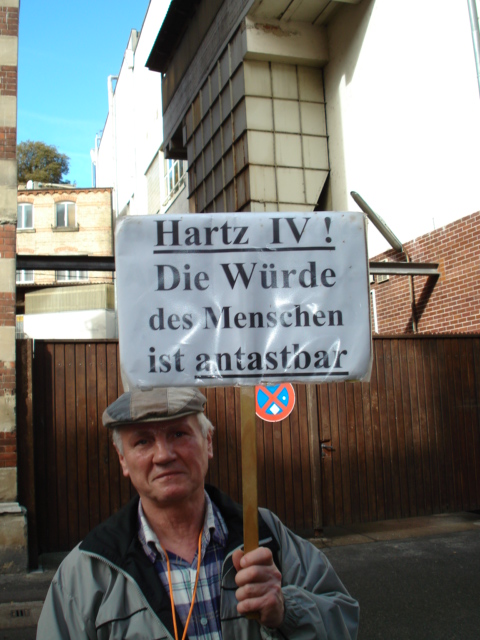 Hartz IV!
Die Würde
des Menschen
ist antastbar